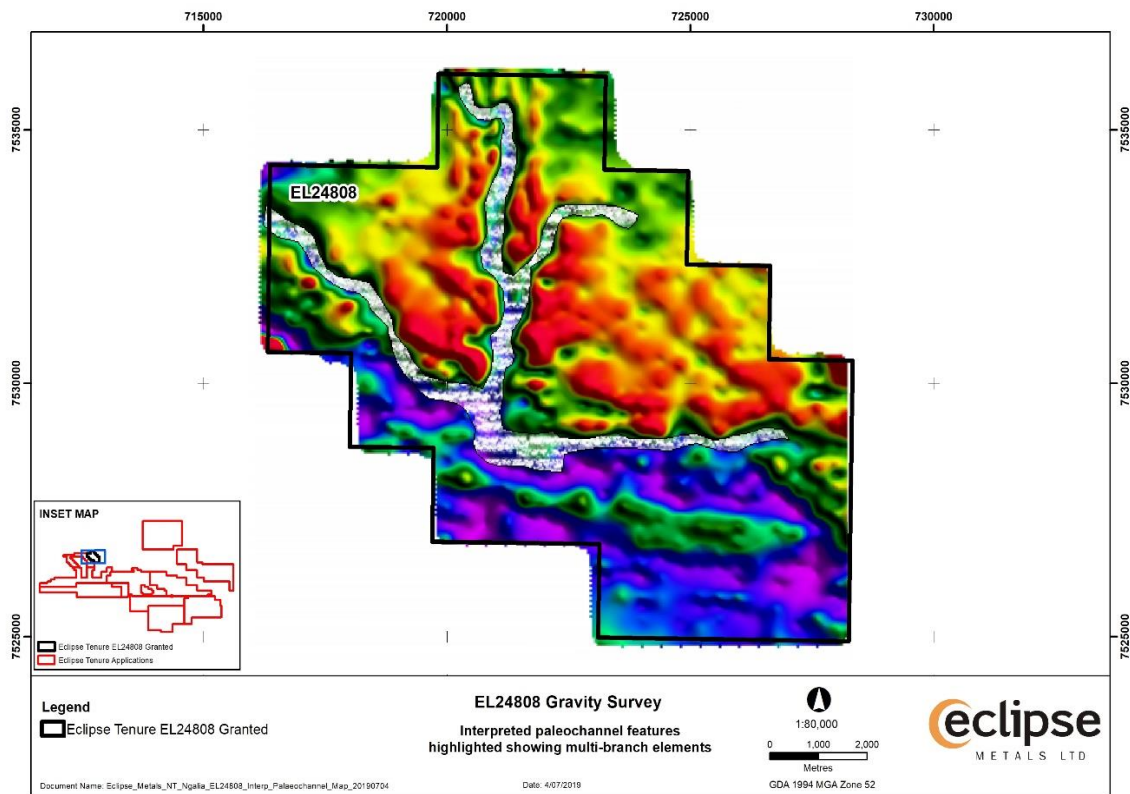 715000 720000 725000 730000
7535000 7535000
EL24808
7530000 7530000
INSET MAP
Eclipse Tenure EL24808 Granted
Eclipse Tenure Applications
7525000 7525000
Legend
Eclipse Tenure EL24808 Granted
EL24808 Gravity Survey
Interpreted paleochannel features
highlighted showing multi-branch elements
1:80,000
0 1,000 2,000
Metres
GDA 1994 MGA Zone 52
eclipse
METALS LTD
Document Name: Eclipse_Metals_NT_Ngalia_EL24808_Interp_Palaeochannel_Map_20190704
Date: 4/07/2019